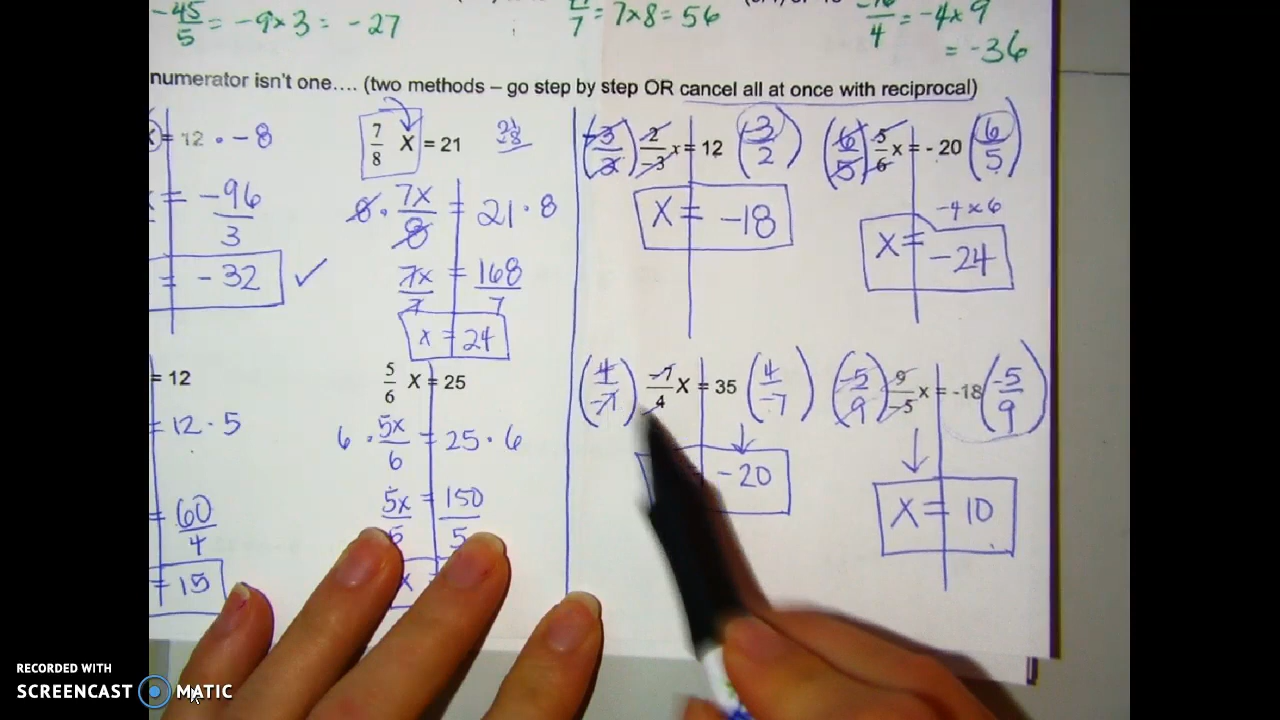 -45/5 = -9 × 3 = -27
/7 = 7×8 = 56
/4 = -4 × 9
= -36
numerator isn't one…. (two methods – go step by step OR cancel all at once with reciprocal)
= 12 · -8
= -96/3
= -32 ✓
7/8 X = 21
8 · 7x/8 = 21 · 8
7x/7 = 168/7
x = 24
(-3/2) 2/-3 x = 12 (-3/2)
X = -18
(6/5) 5/6 x = - 20 (6/5)
-4 × 6
X = -24
= 12
= 12 · 5
= 60/4
= 15
5/6 X = 25
6 · 5x/6 = 25 · 6
5x/5 = 150/5
x =
(4/-7) -7/4 X = 35 (4/-7)
-20
(-5/9) 9/-5 x = -18 (-5/9)
X = 10
RECORDED WITH
SCREENCAST MATIC